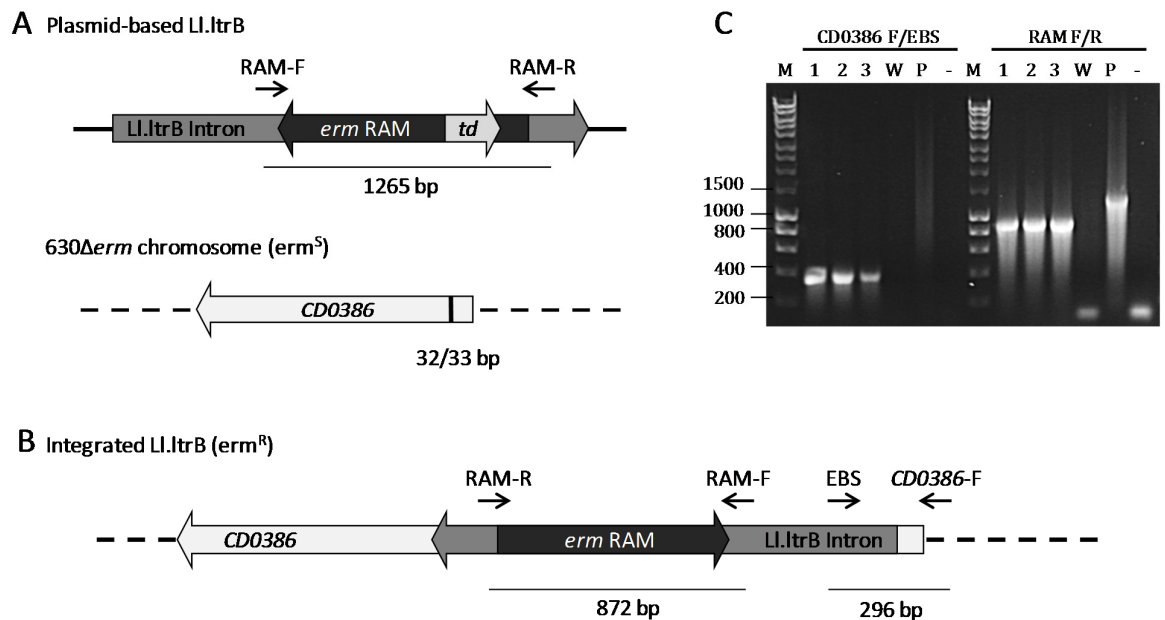 A Plasmid-based Ll.ltrB
RAM-F RAM-R
Ll.ltrB Intron erm RAM td
1265 bp
630Δerm chromosome (ermS)
CD0386
32/33 bp
B Integrated Ll.ltrB (ermR)
RAM-R RAM-F EBS CD0386-F
CD0386 erm RAM Ll.ltrB Intron
872 bp 296 bp
C
CD0386 F/EBS RAM F/R
M 1 2 3 W P - M 1 2 3 W P -
1500
1000
800
400
200